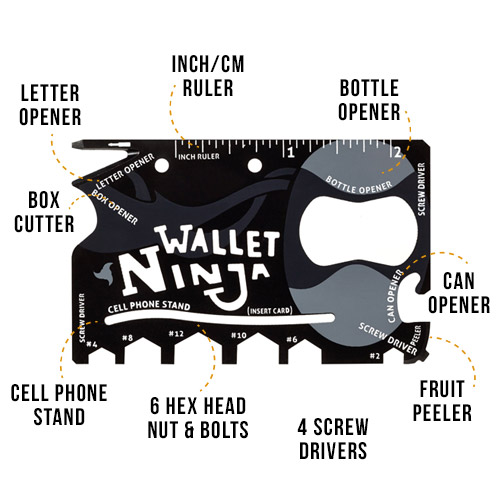 INCH/CM
RULER
LETTER
OPENER
BOTTLE
OPENER
INCH RULER
1
2
LETTER OPENER
BOX OPENER
BOTTLE OPENER
SCREW DRIVER
BOX
CUTTER
WALLET
NINJA
CAN
OPENER
CAN OPENER
CELL PHONE STAND
(INSERT CARD)
SCREW DRIVER
SCREW DRIVER
PEELER
#4
#8
#12
#10
#6
#2
CELL PHONE
STAND
6 HEX HEAD
NUT & BOLTS
4 SCREW
DRIVERS
FRUIT
PEELER